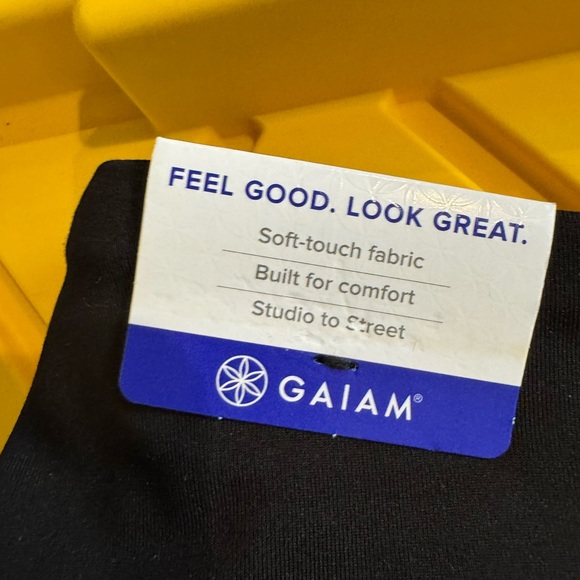 FEEL GOOD. LOOK GREAT.
Soft-touch fabric
Built for comfort
Studio to Street
GAIAM®